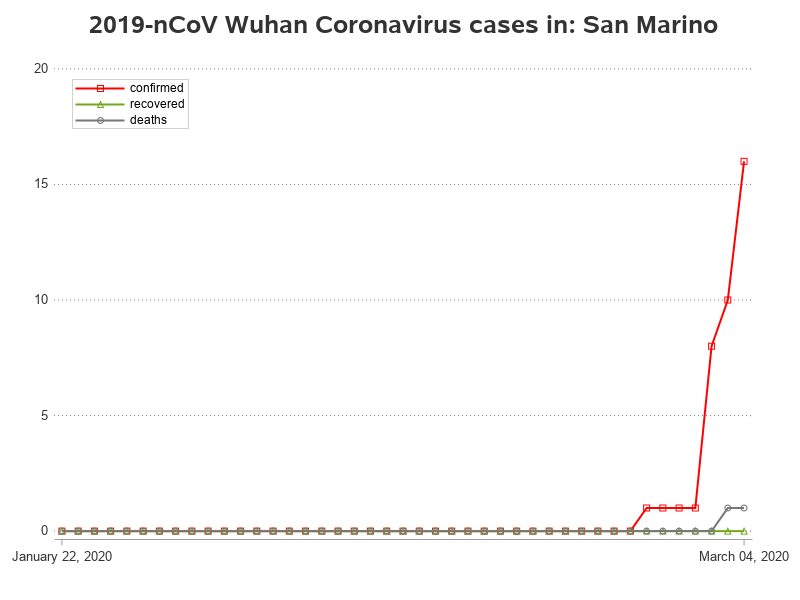 2019-nCoV Wuhan Coronavirus cases in: San Marino
20
confirmed
recovered
deaths
15
10
5
0
January 22, 2020 March 04, 2020